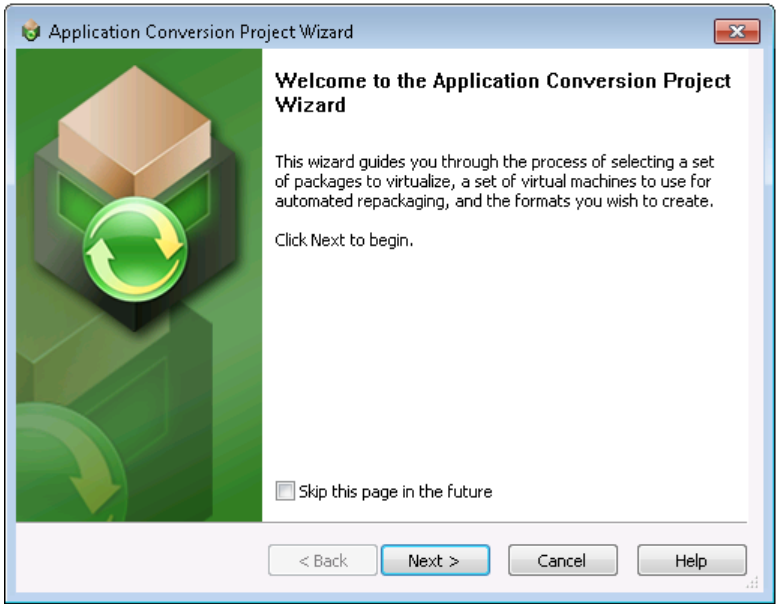 Application Conversion Project Wizard
Welcome to the Application Conversion Project
Wizard
This wizard guides you through the process of selecting a set
of packages to virtualize, a set of virtual machines to use for
automated repackaging, and the formats you wish to create.
Click Next to begin.
Skip this page in the future
< Back Next > Cancel Help